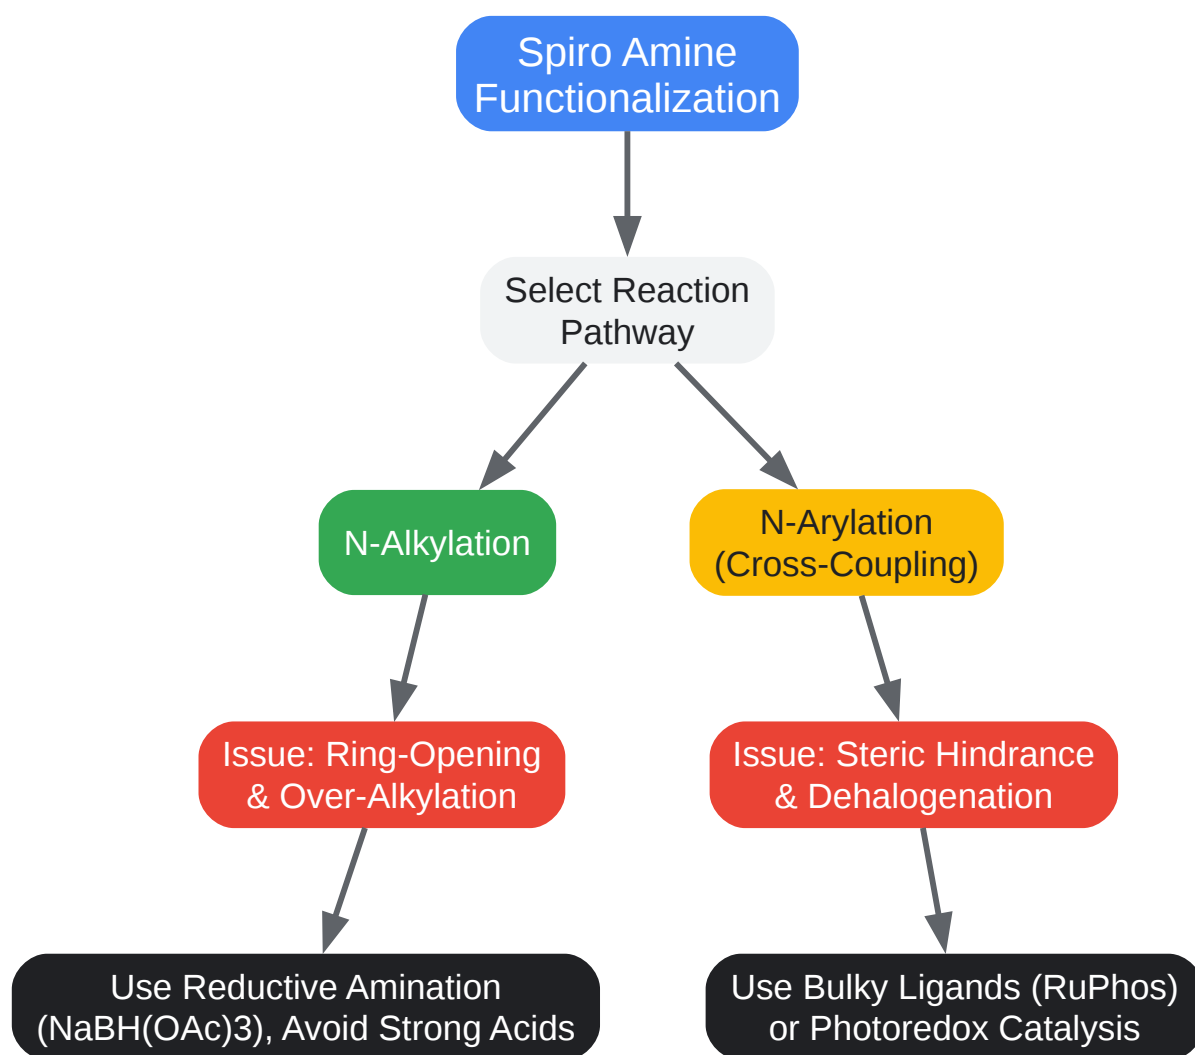 Spiro Amine
Functionalization
Select Reaction
Pathway
N-Alkylation
N-Arylation
(Cross-Coupling)
Issue: Ring-Opening
& Over-Alkylation
Issue: Steric Hindrance
& Dehalogenation
Use Reductive Amination
(NaBH(OAc)3), Avoid Strong Acids
Use Bulky Ligands (RuPhos)
or Photoredox Catalysis